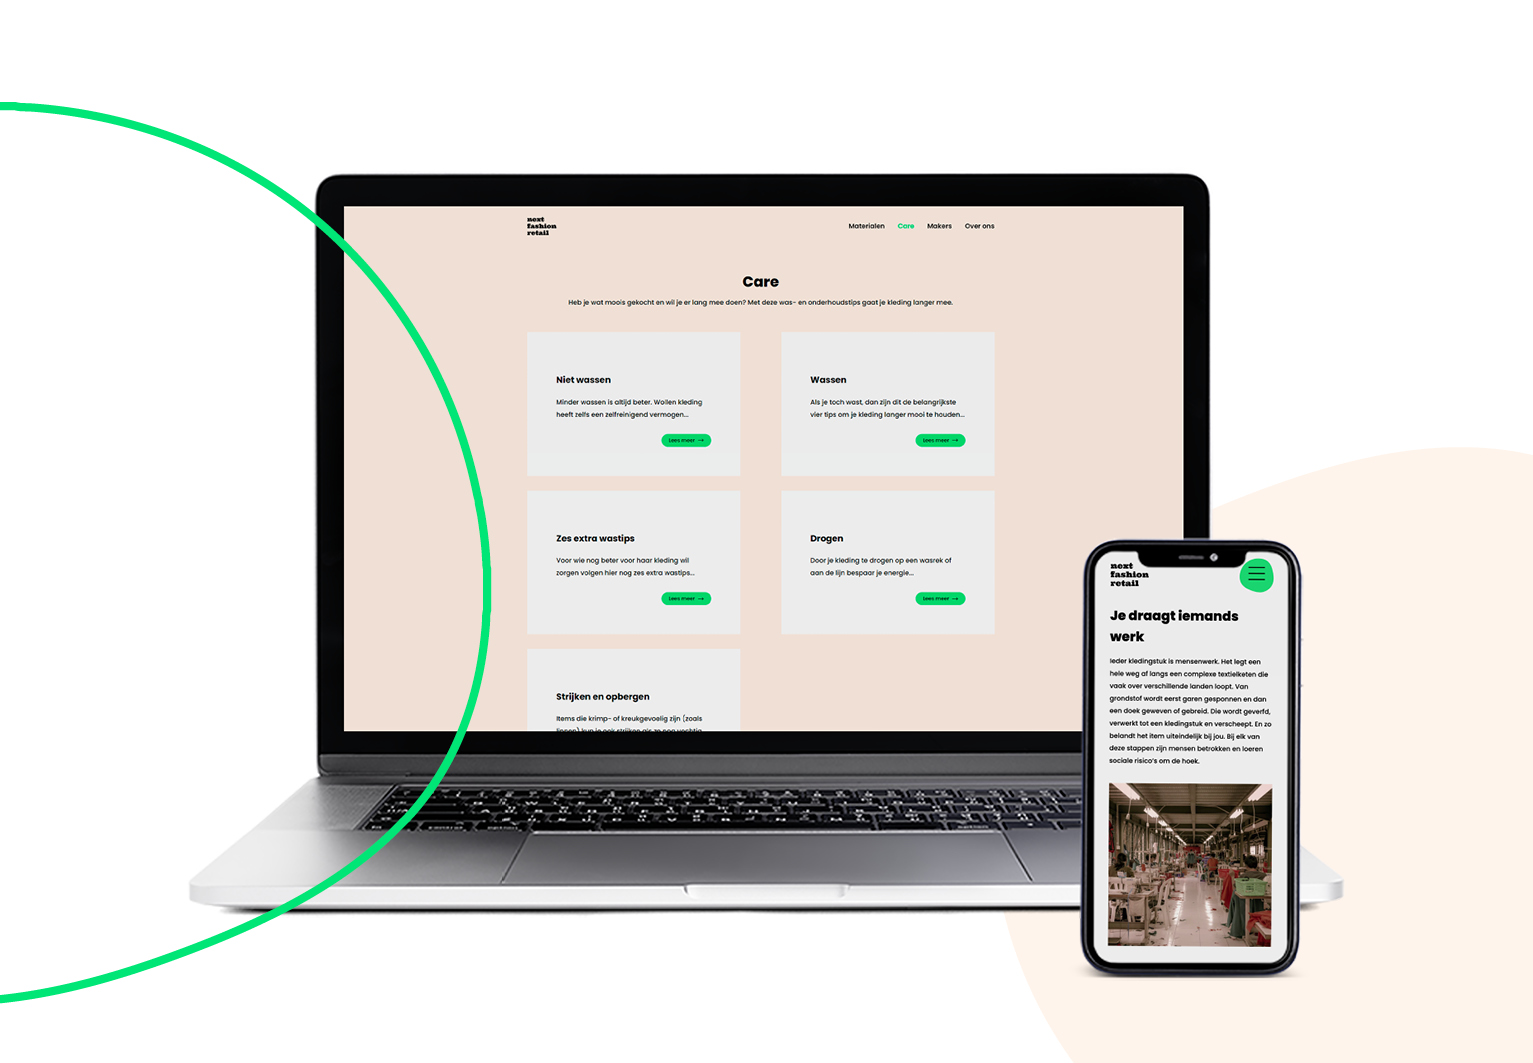 next
fashion
retail
Materialen Care Makers Over ons
Care
Heb je wat moois gekocht en wil je er lang mee doen? Met deze was- en onderhoudstips gaat je kleding langer mee.
Niet wassen
Minder wassen is altijd beter. Wollen kleding
heeft zelfs een zelfreinigend vermogen...
Lees meer →
Wassen
Als je toch wast, dan zijn dit de belangrijkste
vier tips om je kleding langer mooi te houden...
Lees meer →
Zes extra wastips
Voor wie nog beter voor haar kleding wil
zorgen volgen hier nog zes extra wastips...
Lees meer →
Drogen
Door je kleding te drogen op een wasrek of
aan de lijn bespaar je energie...
Lees meer →
Strijken en opbergen
Items die krimp- of kreukgevoelig zijn (zoals
linnen) kun je ook strijken als ze nog vochtig
next
fashion
retail
Je draagt iemands
werk
Ieder kledingstuk is mensenwerk. Het legt een
hele weg af langs een complexe textielketen die
vaak over verschillende landen loopt. Van
grondstof wordt eerst garen gesponnen en dan
een doek geweven of gebreid. Die wordt geverfd,
verwerkt tot een kledingstuk en verscheept. En zo
belandt het item uiteindelijk bij jou. Bij elk van
deze stappen zijn mensen betrokken en loeren
sociale risico's om de hoek.